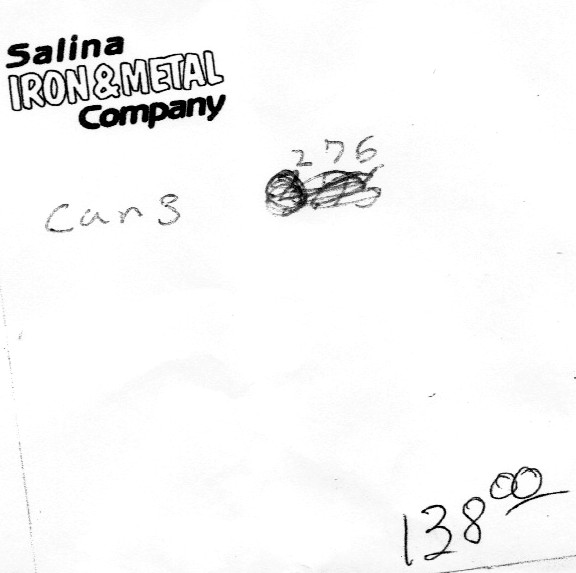 Salina
IRON & METAL
Company
276
cans
138 00